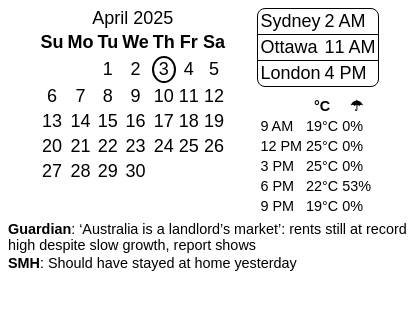 April 2025
Su Mo Tu We Th Fr Sa
1 2 3 4 5
6 7 8 9 10 11 12
13 14 15 16 17 18 19
20 21 22 23 24 25 26
27 28 29 30
Sydney 2 AM
Ottawa 11 AM
London 4 PM
°C ☂
9 AM 19°C 0%
12 PM 25°C 0%
3 PM 25°C 0%
6 PM 22°C 53%
9 PM 19°C 0%
Guardian: ‘Australia is a landlord’s market’: rents still at record
high despite slow growth, report shows
SMH: Should have stayed at home yesterday